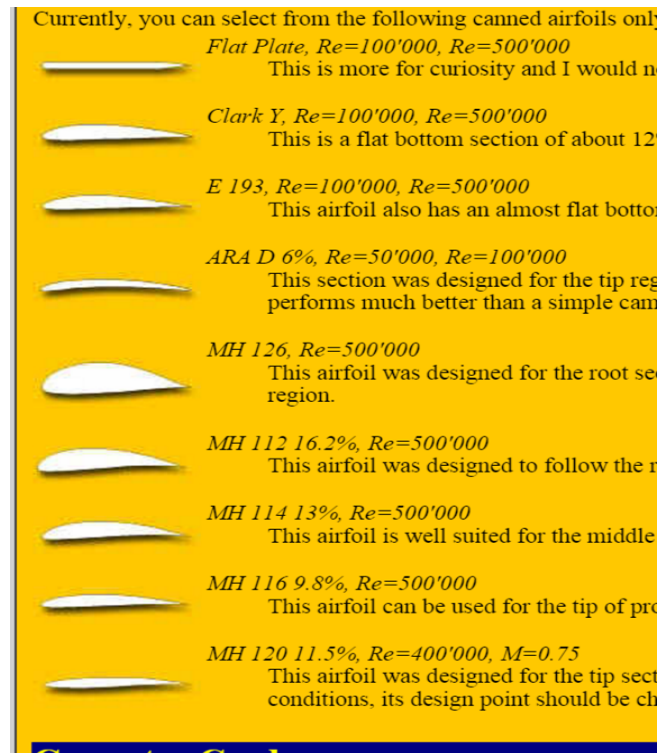 Currently, you can select from the following canned airfoils only
Flat Plate, Re=100'000, Re=500'000
This is more for curiosity and I would
Clark Y, Re=100'000, Re=500'000
This is a flat bottom section of about
E 193, Re=100'000, Re=500'000
This airfoil also has an almost flat
ARA D 6%, Re=50'000, Re=100'000
This section was designed for the tip
performs much better than a simple
MH 126, Re=500'000
This airfoil was designed for the root
region.
MH 112 16.2%, Re=500'000
This airfoil was designed to follow the
MH 114 13%, Re=500'000
This airfoil is well suited for the middle
MH 116 9.8%, Re=500'000
This airfoil can be used for the tip of
MH 120 11.5%, Re=400'000, M=0.75
This airfoil was designed for the tip
conditions, its design point should be